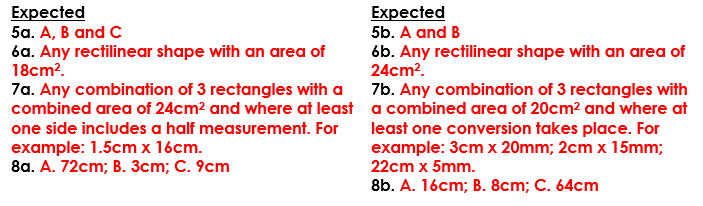 Expected
5a. A, B and C
6a. Any rectilinear shape with an area of
18cm².
7a. Any combination of 3 rectangles with a
combined area of 24cm² and where at least
one side includes a half measurement. For
example: 1.5cm x 16cm.
8a. A. 72cm; B. 3cm; C. 9cm
Expected
5b. A and B
6b. Any rectilinear shape with an area of
24cm².
7b. Any combination of 3 rectangles with
a combined area of 20cm² and where at
least one conversion takes place. For
example: 3cm x 20mm; 2cm x 15mm;
22cm x 5mm.
8b. A. 16cm; B. 8cm; C. 64cm